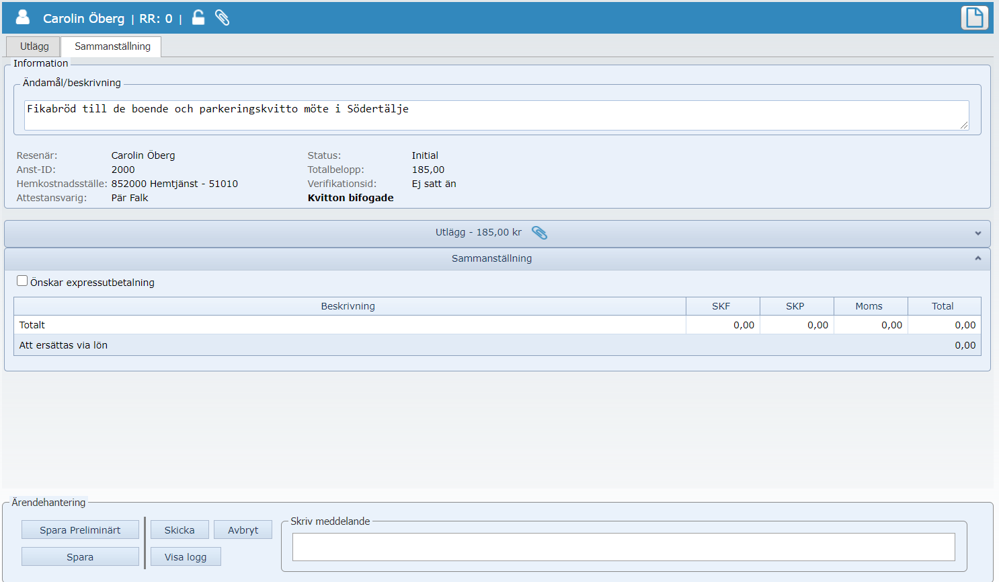 Carolin Öberg | RR: 0 |
Utlägg Sammanställning
Information
Ändamål/beskrivning
Fikabröd till de boende och parkeringskvitto möte i Södertälje
Resenär: Carolin Öberg Status: Initial
Anst-ID: 2000 Totalbelopp: 185,00
Hemkostnadsställe: 852000 Hemtjänst - 51010 Verifikationsid: Ej satt än
Attestansvarig: Pär Falk Kvitton bifogade
Utlägg - 185,00 kr
Sammanställning
Önskar expressutbetalning
Beskrivning SKF SKP Moms Total
Totalt 0,00 0,00 0,00 0,00
Att ersättas via lön 0,00
Ärendehantering
Spara Preliminärt Skicka Avbryt Skriv meddelande
Spara Visa logg